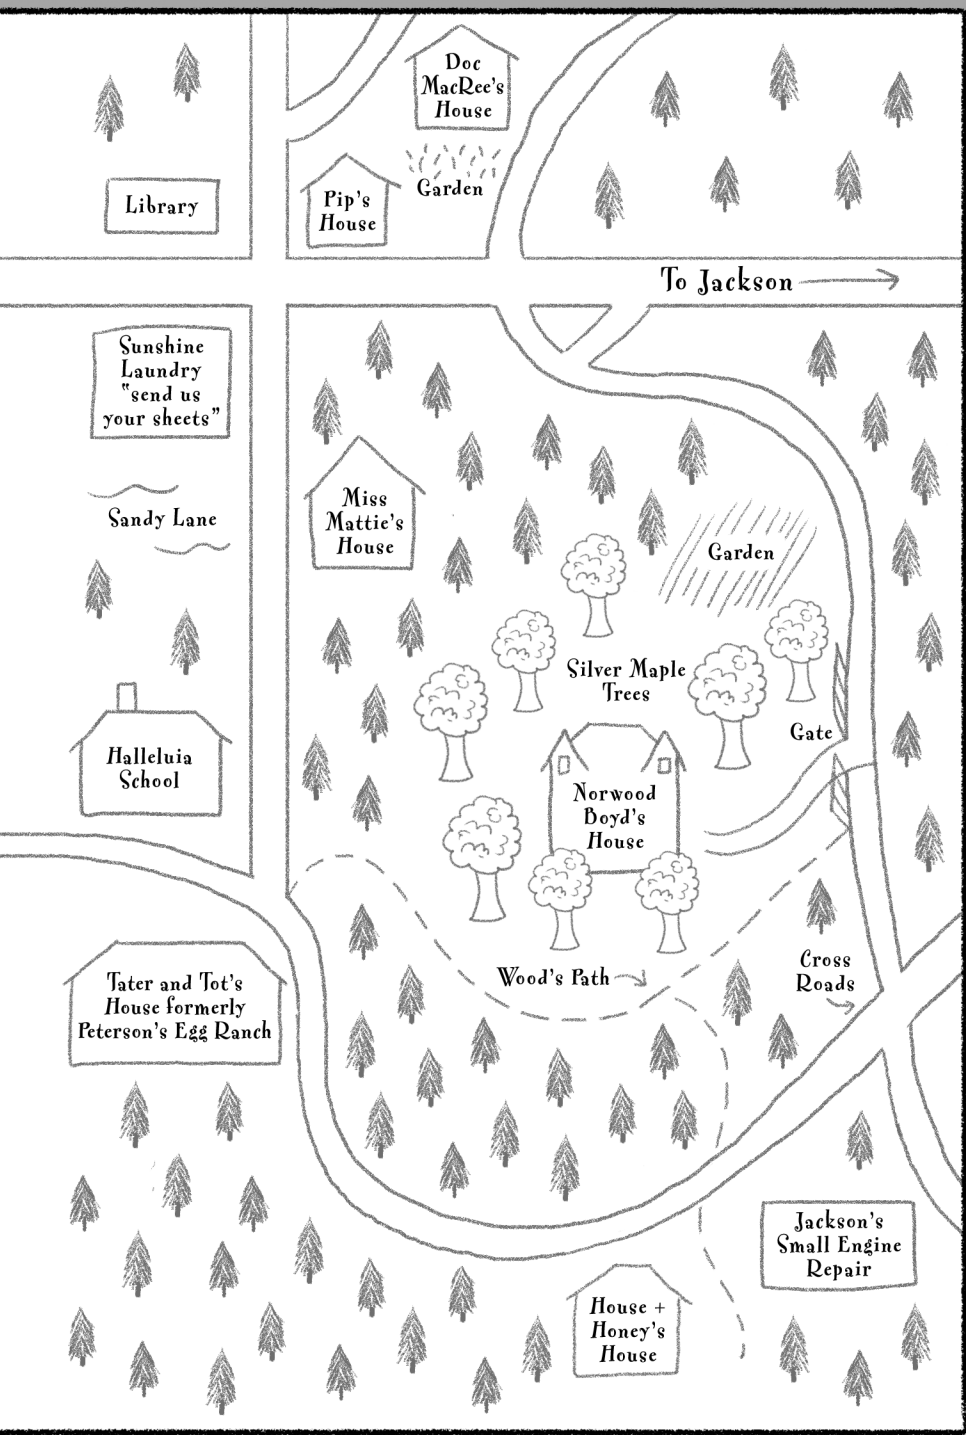 Doc
MacRee's
House
Garden
Library
Pip's
House
To Jackson
Sunshine
Laundry
"send us
your sheets"
Miss
Mattie's
House
Sandy Lane
Garden
Silver Maple
Trees
Gate
Halleluia
School
Norwood
Boyd's
House
Wood's Path
Cross
Roads
Tater and Tot's
House formerly
Peterson's Egg Ranch
Jackson's
Small Engine
Repair
House +
Honey's
House